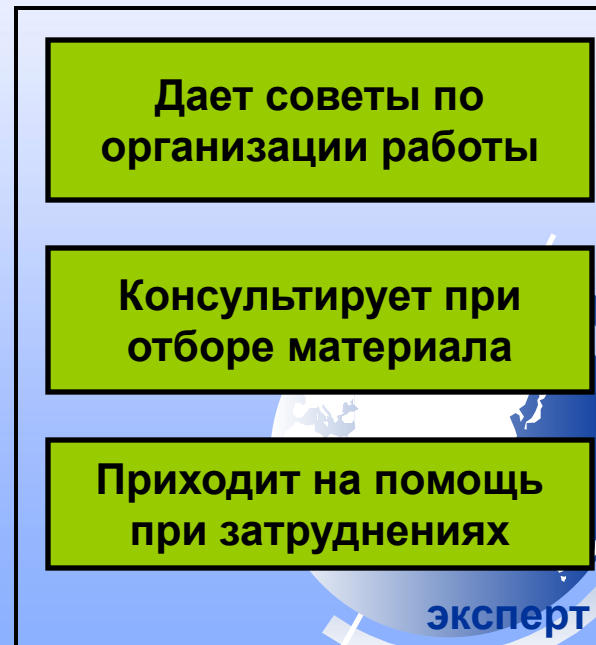 Дает советы по
организации работы
Консультирует при
отборе материала
Приходит на помощь
при затруднениях
эксперт